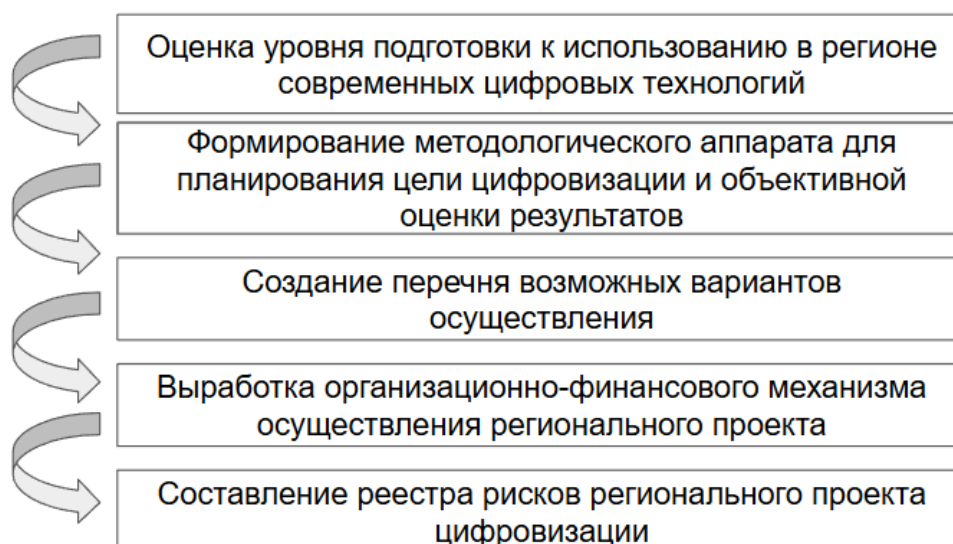 Оценка уровня подготовки к использованию в регионе
современных цифровых технологий
Формирование методологического аппарата для
планирования цели цифровизации и объективной
оценки результатов
Создание перечня возможных вариантов
осуществления
Выработка организационно-финансового механизма
осуществления регионального проекта
Составление реестра рисков регионального проекта
цифровизации